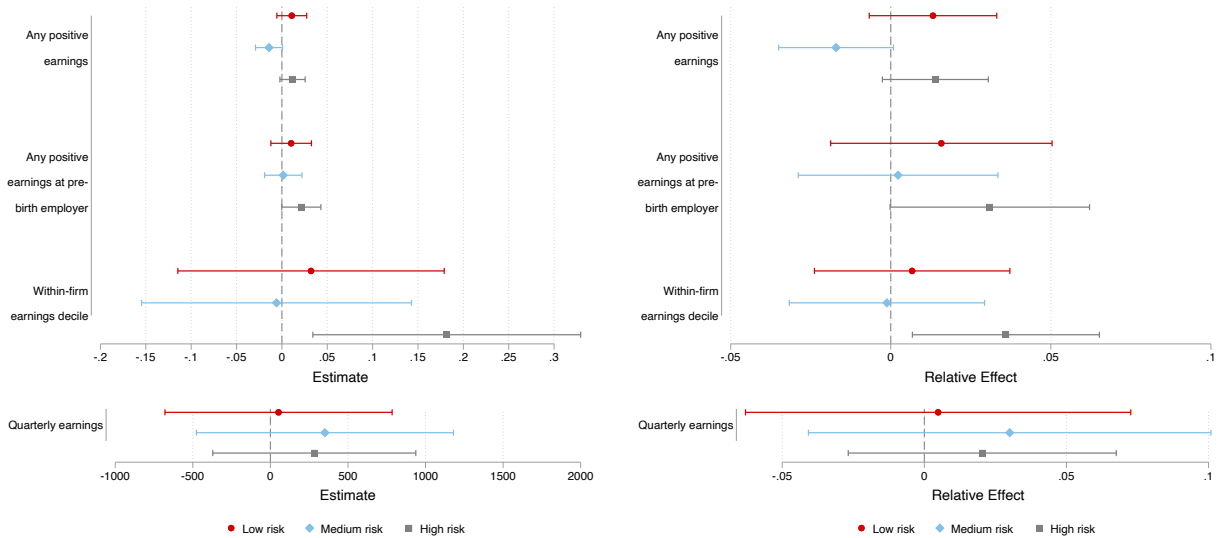 Any positive
earnings
Any positive
earnings at pre-
birth employer
Within-firm
earnings decile
-.2 -.15 -.1 -.05 0 .05 .1 .15 .2 .25 .3
Estimate
Quarterly earnings
-1000 -500 0 500 1000 1500 2000
Estimate
Low risk Medium risk High risk
Any positive
earnings
Any positive
earnings at pre-
birth employer
Within-firm
earnings decile
-.05 0 .05 .1
Relative Effect
Quarterly earnings
-.05 0 .05 .1
Relative Effect
Low risk Medium risk High risk